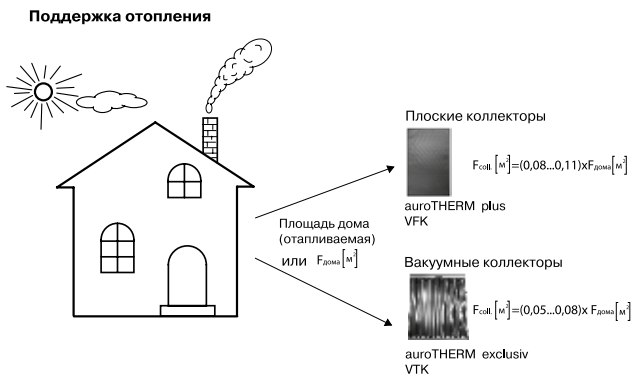 Поддержка отопления
Плоские коллекторы
Fcoll.[м²]=(0,08...0,11)xFдома[м²]
auroTHERM plus
VFK
Площадь дома
(отапливаемая)
или Fдома[м²]
Вакуумные коллекторы
Fcoll.[м²]=(0,05...0,08)x Fдома[м²]
auroTHERM exclusiv
VTK